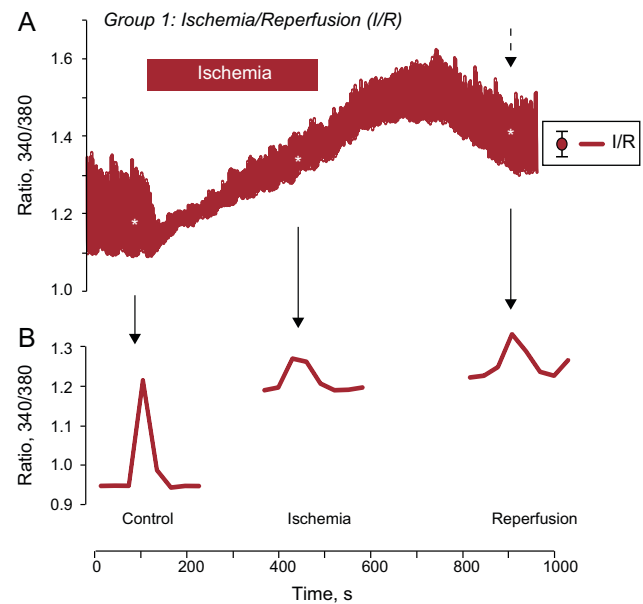 A
Group 1: Ischemia/Reperfusion (I/R)
1.6
1.4
1.2
1.0
Ratio, 340/380
Ischemia
*
*
*
I/R
B
1.3
1.2
1.1
1.0
0.9
Ratio, 340/380
Control
Ischemia
Reperfusion
0
200
400
600
800
1000
Time, s